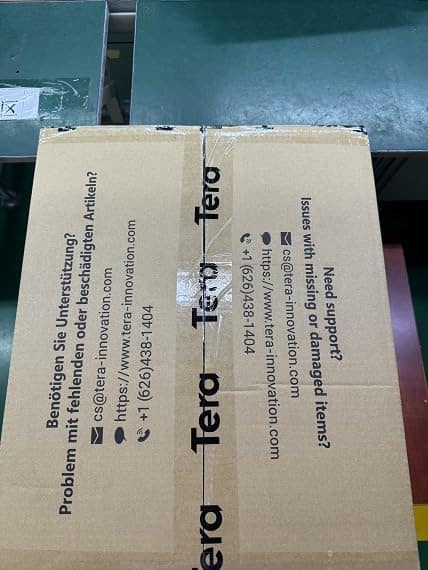 Benötigen Sie Unterstützung?
Problem mit fehlenden oder beschädigten Artikeln?
cs@tera-innovation.com
https://www.tera-innovation.com
+1 (626)438-1404
Tera
Tera
Tera
era
Need support?
Issues with missing or damaged items?
cs@tera-innovation.com
https://www.tera-innovation.com
+1 (626)438-1404